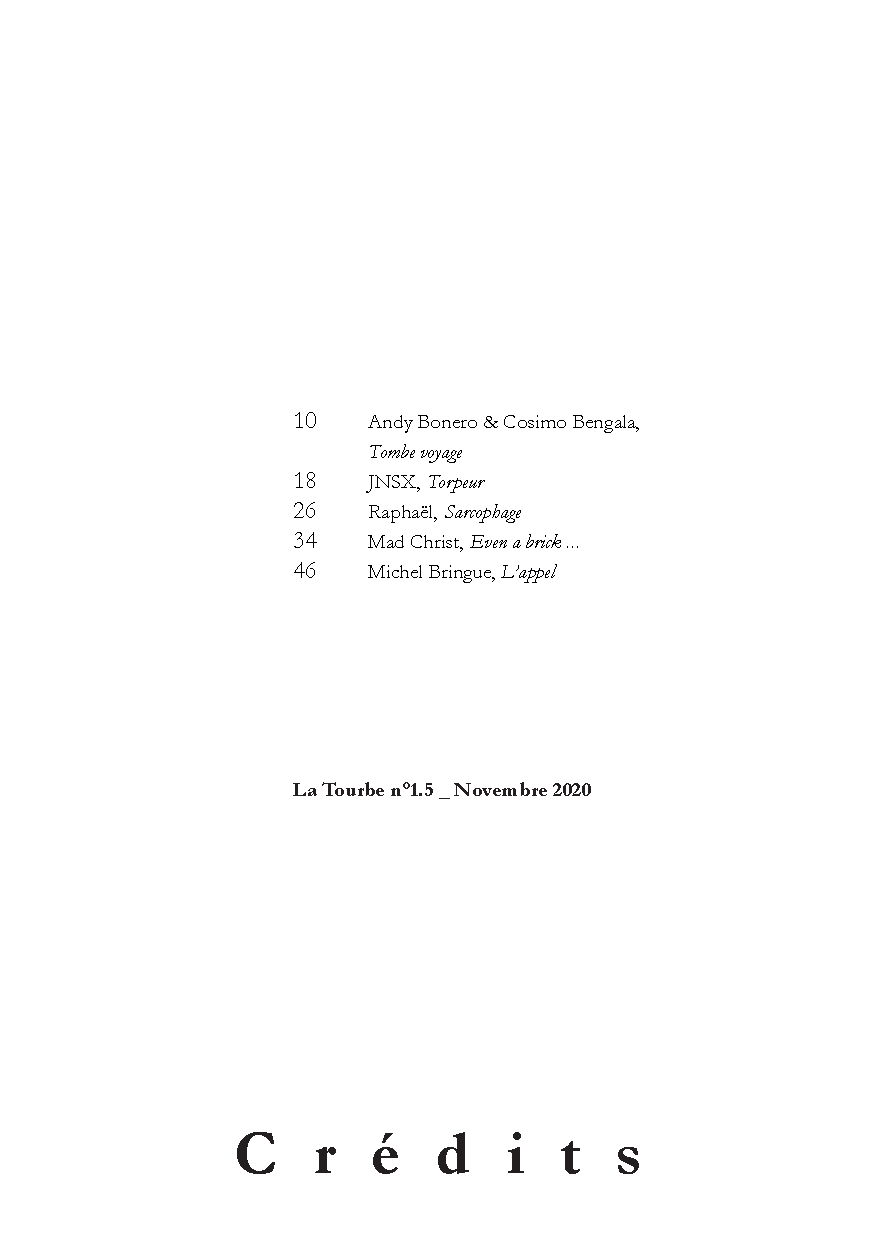 10 Andy Bonero & Cosimo Bengala,
Tombe voyage
18 JNSX, Torpeur
26 Raphaël, Sarcophage
34 Mad Christ, Even a brick ...
46 Michel Bringue, L'appel
La Tourbe n°1.5 _ Novembre 2020
Crédits